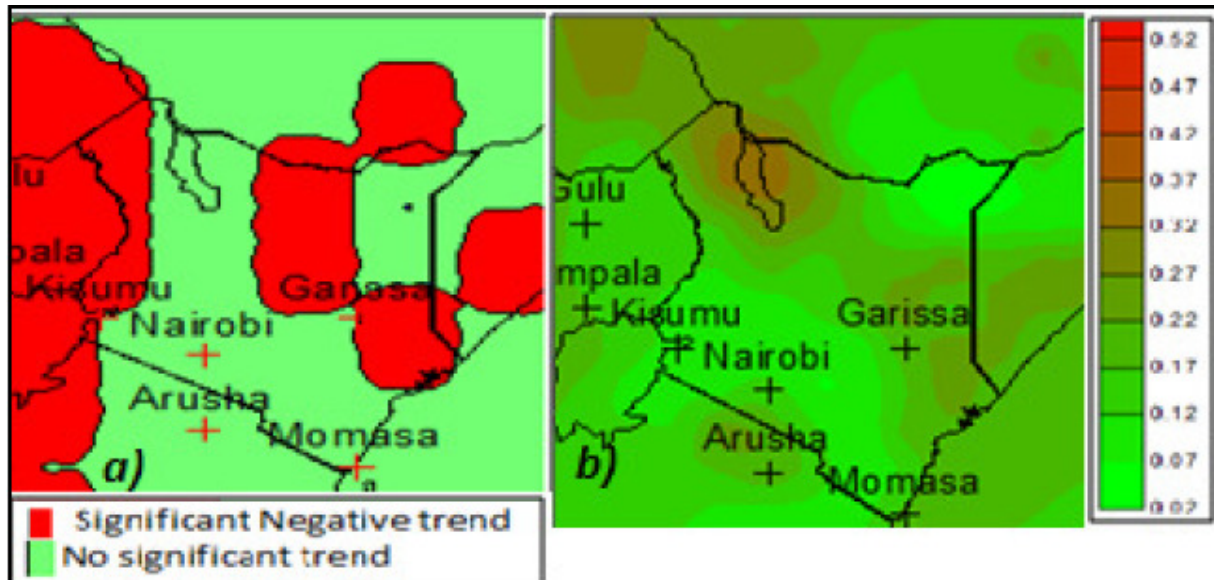 lu
pala
Kisumu
Nairobi
Arusha
Momasa
a)
Significant Negative trend
No significant trend
Gulu
mpala
Kisumu
Garissa
Nairobi
Arusha
Momasa
b)
0.52
0.47
0.42
0.37
0.32
0.27
0.22
0.17
0.12
0.07
0.02